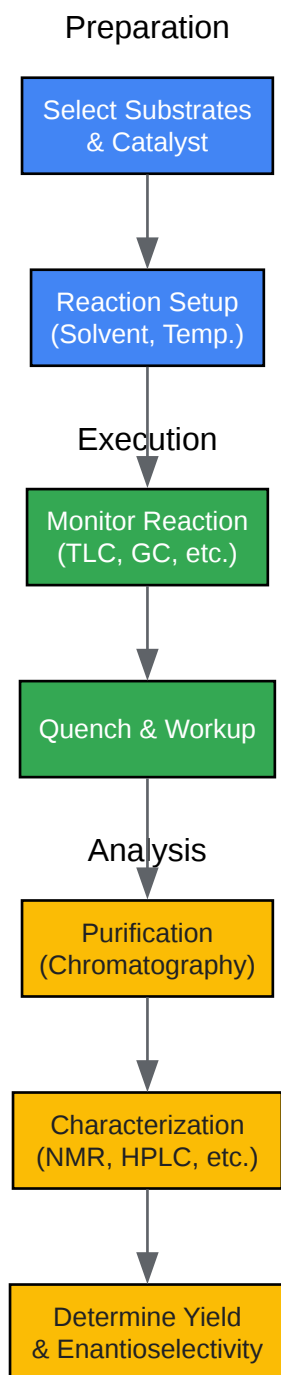 Preparation
Select Substrates
& Catalyst
Reaction Setup
(Solvent, Temp.)
Execution
Monitor Reaction
(TLC, GC, etc.)
Quench & Workup
Analysis
Purification
(Chromatography)
Characterization
(NMR, HPLC, etc.)
Determine Yield
& Enantioselectivity